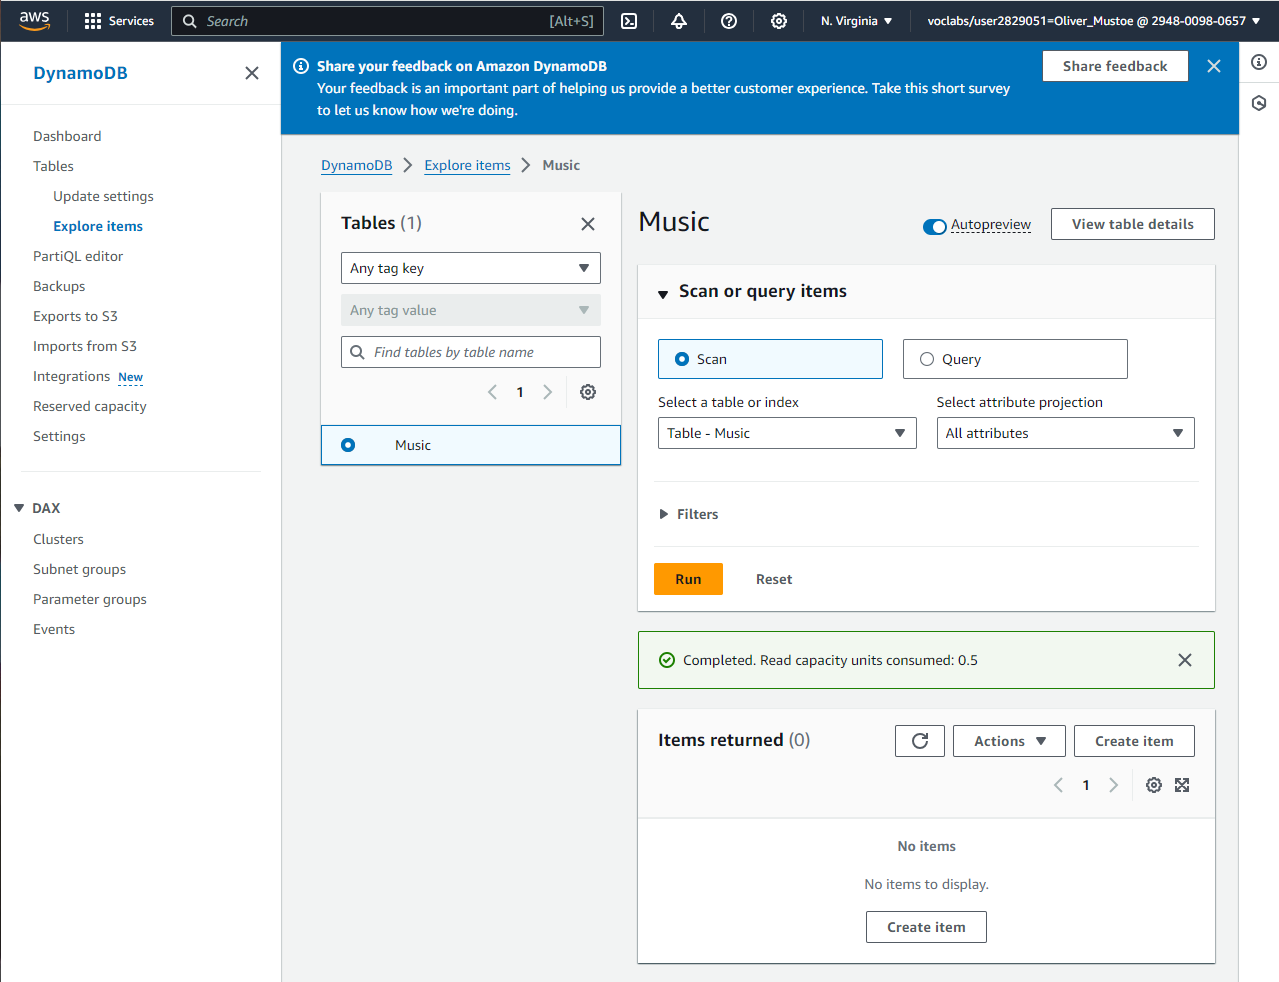 aws
Services
Search
[Alt+S]
N. Virginia
voclabs/user2829051=Oliver_Mustoe @ 2948-0098-0657
DynamoDB
Dashboard
Tables
Update settings
Explore items
PartiQL editor
Backups
Exports to S3
Imports from S3
Integrations New
Reserved capacity
Settings
DAX
Clusters
Subnet groups
Parameter groups
Events
Share your feedback on Amazon DynamoDB
Your feedback is an important part of helping us provide a better customer experience. Take this short survey
to let us know how we're doing.
Share feedback
DynamoDB
Explore items
Music
Tables (1)
Any tag key
Any tag value
Find tables by table name
1
Music
Music
Autopreview
View table details
Scan or query items
Scan
Query
Select a table or index
Table - Music
Select attribute projection
All attributes
Filters
Run
Reset
Completed. Read capacity units consumed: 0.5
Items returned (0)
Actions
Create item
1
No items
No items to display.
Create item